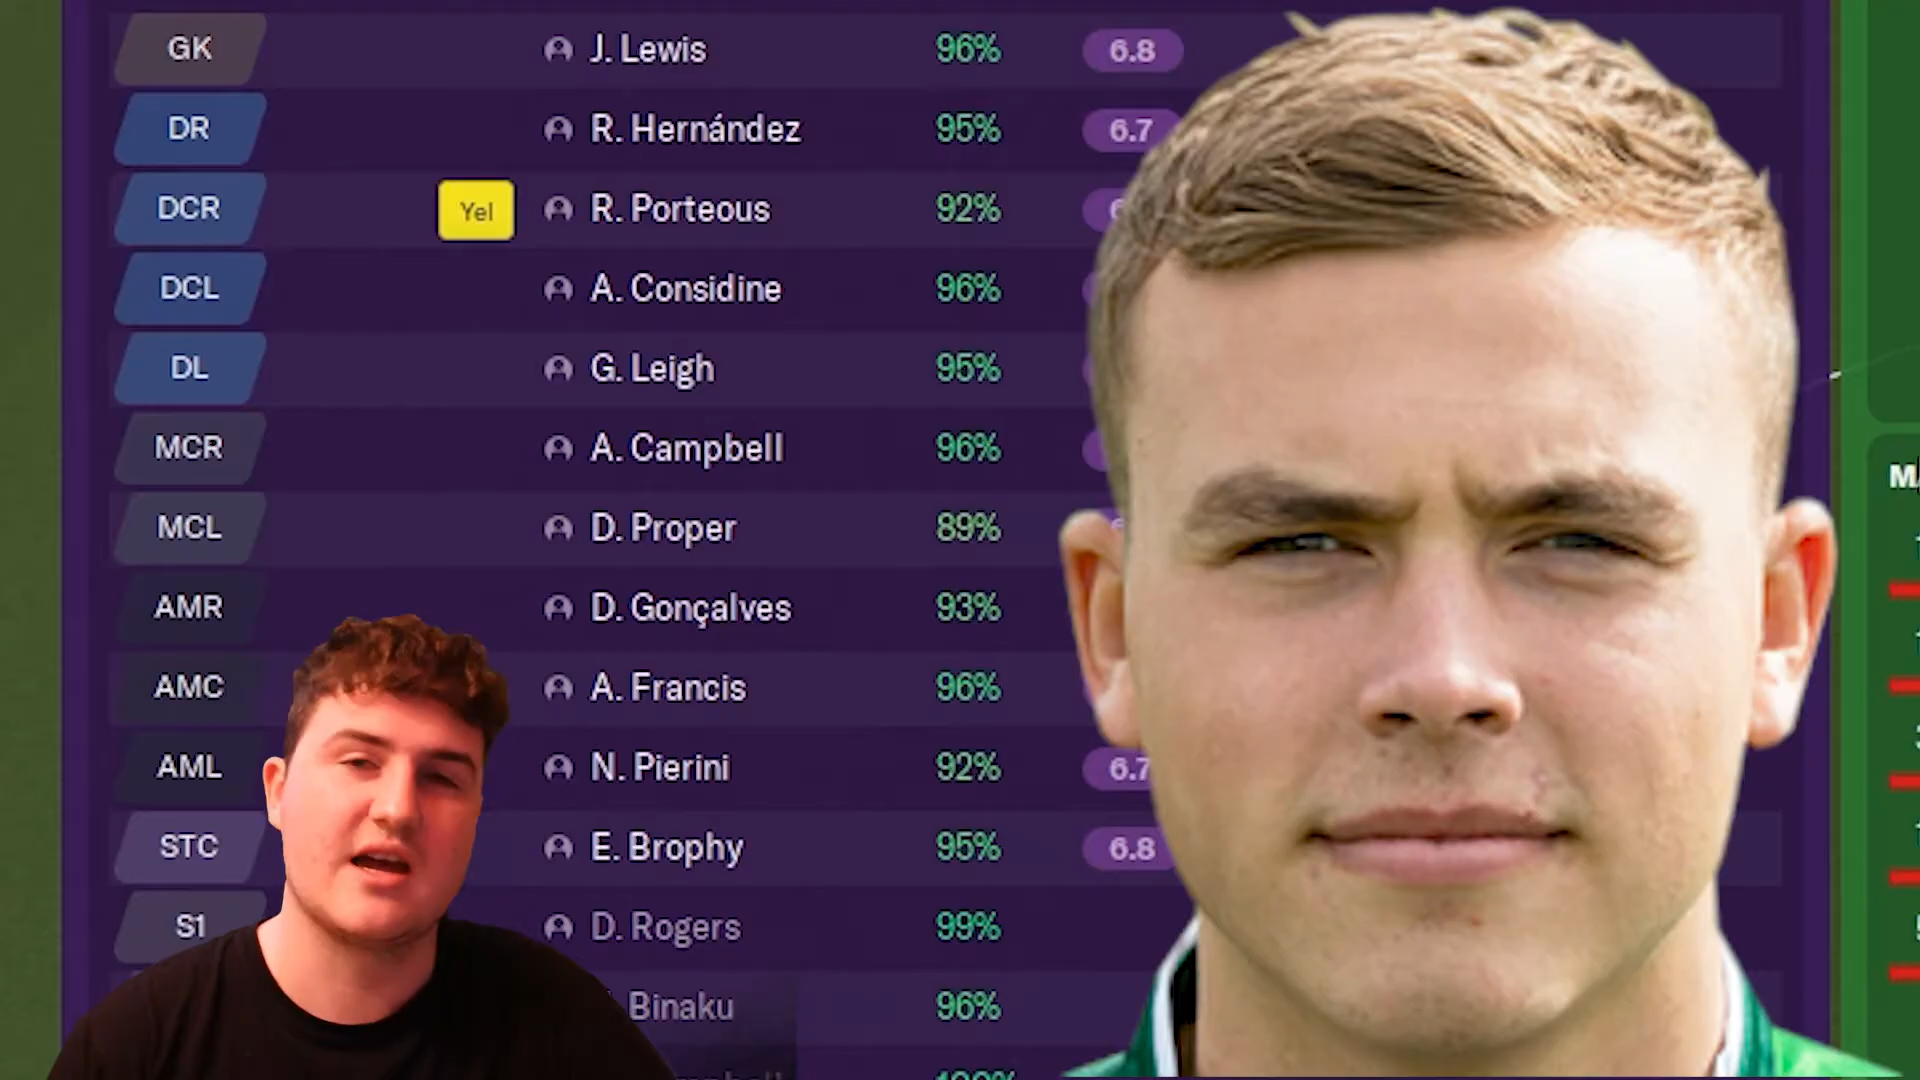 GK J. Lewis 96% 6.8
DR R. Hernández 95% 6.7
DCR Yel R. Porteous 92%
DCL A. Considine 96%
DL G. Leigh 95%
MCR A. Campbell 96%
MCL D. Proper 89%
AMR D. Gonçalves 93%
AMC A. Francis 96%
AML N. Pierini 92% 6.7
STC E. Brophy 95% 6.8
S1 D. Rogers 99%
Binaku 96%